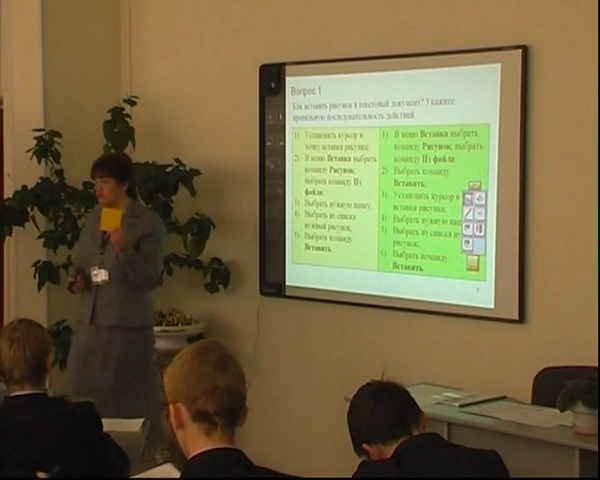 Вопрос 1
Как вставить рисунок в текстовый документ? Укажите
правильную последовательность действий
1) Установить курсор в
точку вставки рисунка;
2) В меню Вставка выбрать
команду Рисунок;
выбрать команду Из
файла;
3) Выбрать нужную папку;
4) Выбрать из списка
нужный рисунок;
5) Выбрать команду
Вставить.
1) В меню Вставка выбрать
команду Рисунок; выбрать
команду Из файла;
2) Выбрать команду
Вставить;
3) Установить курсор в
вставки рисунка;
4) Выбрать нужную
5) Выбрать из списка
рисунок;
6) Выбрать команду
Вставить.
7